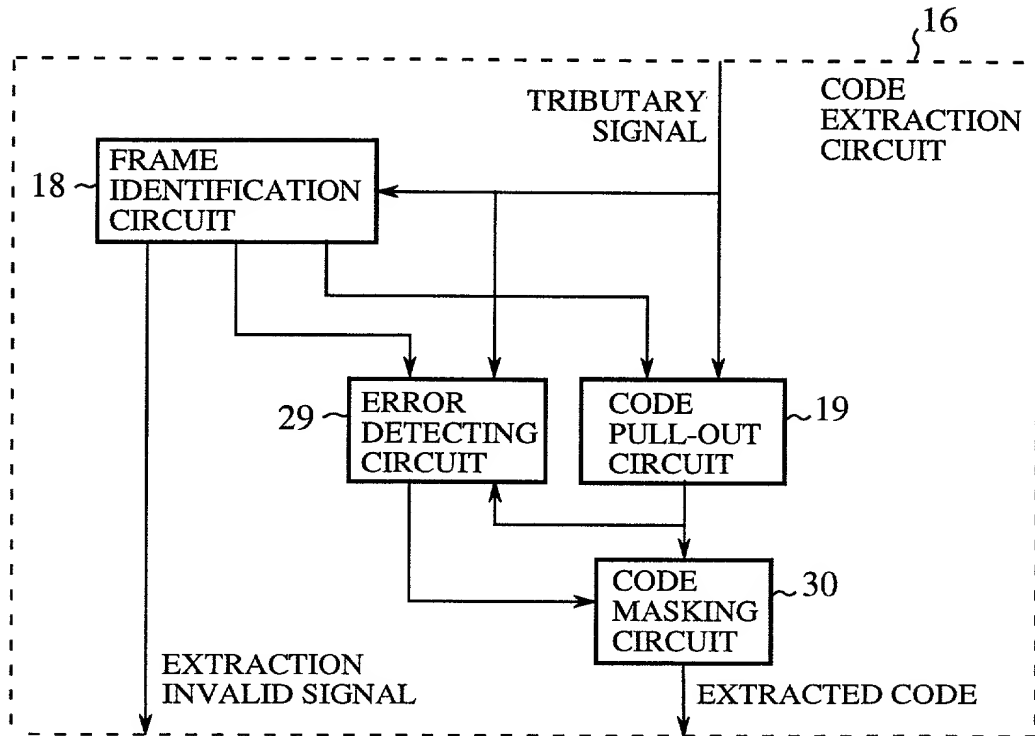 16
TRIBUTARY
SIGNAL
CODE
EXTRACTION
CIRCUIT
18
FRAME
IDENTIFICATION
CIRCUIT
29
ERROR
DETECTING
CIRCUIT
CODE
PULL-OUT
CIRCUIT
19
CODE
MASKING
CIRCUIT
30
EXTRACTION
INVALID SIGNAL
EXTRACTED CODE